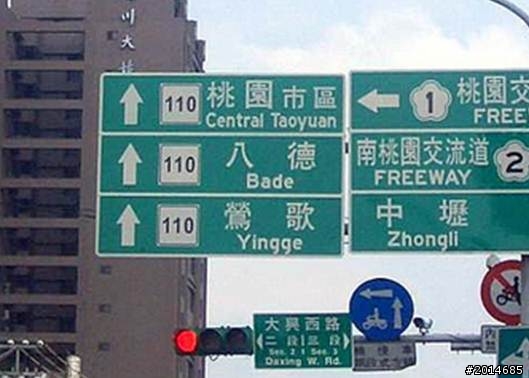 川大
110 桃園市區
Central Taoyuan
110 八德
Bade
110 鶯歌
Yingge
1 桃園交
FREE
南桃園交流道 2
FREEWAY
中壢
Zhongli
大興西路
二段 三段
Sec. 2 Sec. 3
Daxing W. Rd.
#2014685